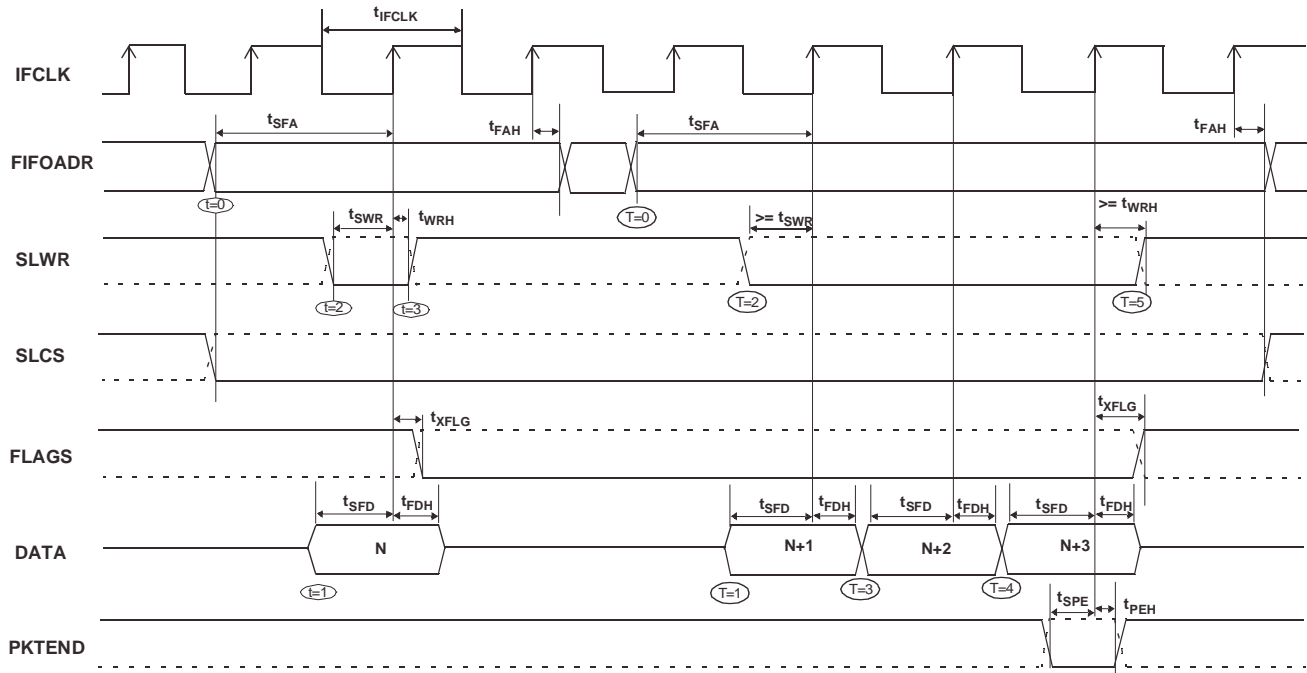 tIFCLK
IFCLK
tSFA
tFAH
tSFA
tFAH
FIFOADR
t=0
T=0
tSWR
tWRH
>= tSWR
>= tWRH
SLWR
t=2
t=3
T=2
T=5
SLCS
tXFLG
tXFLG
FLAGS
tSFD
tFDH
tSFD
tFDH
tSFD
tFDH
tSFD
tFDH
DATA
N
N+1
N+2
N+3
t=1
T=1
T=3
T=4
tSPE
tPEH
PKTEND